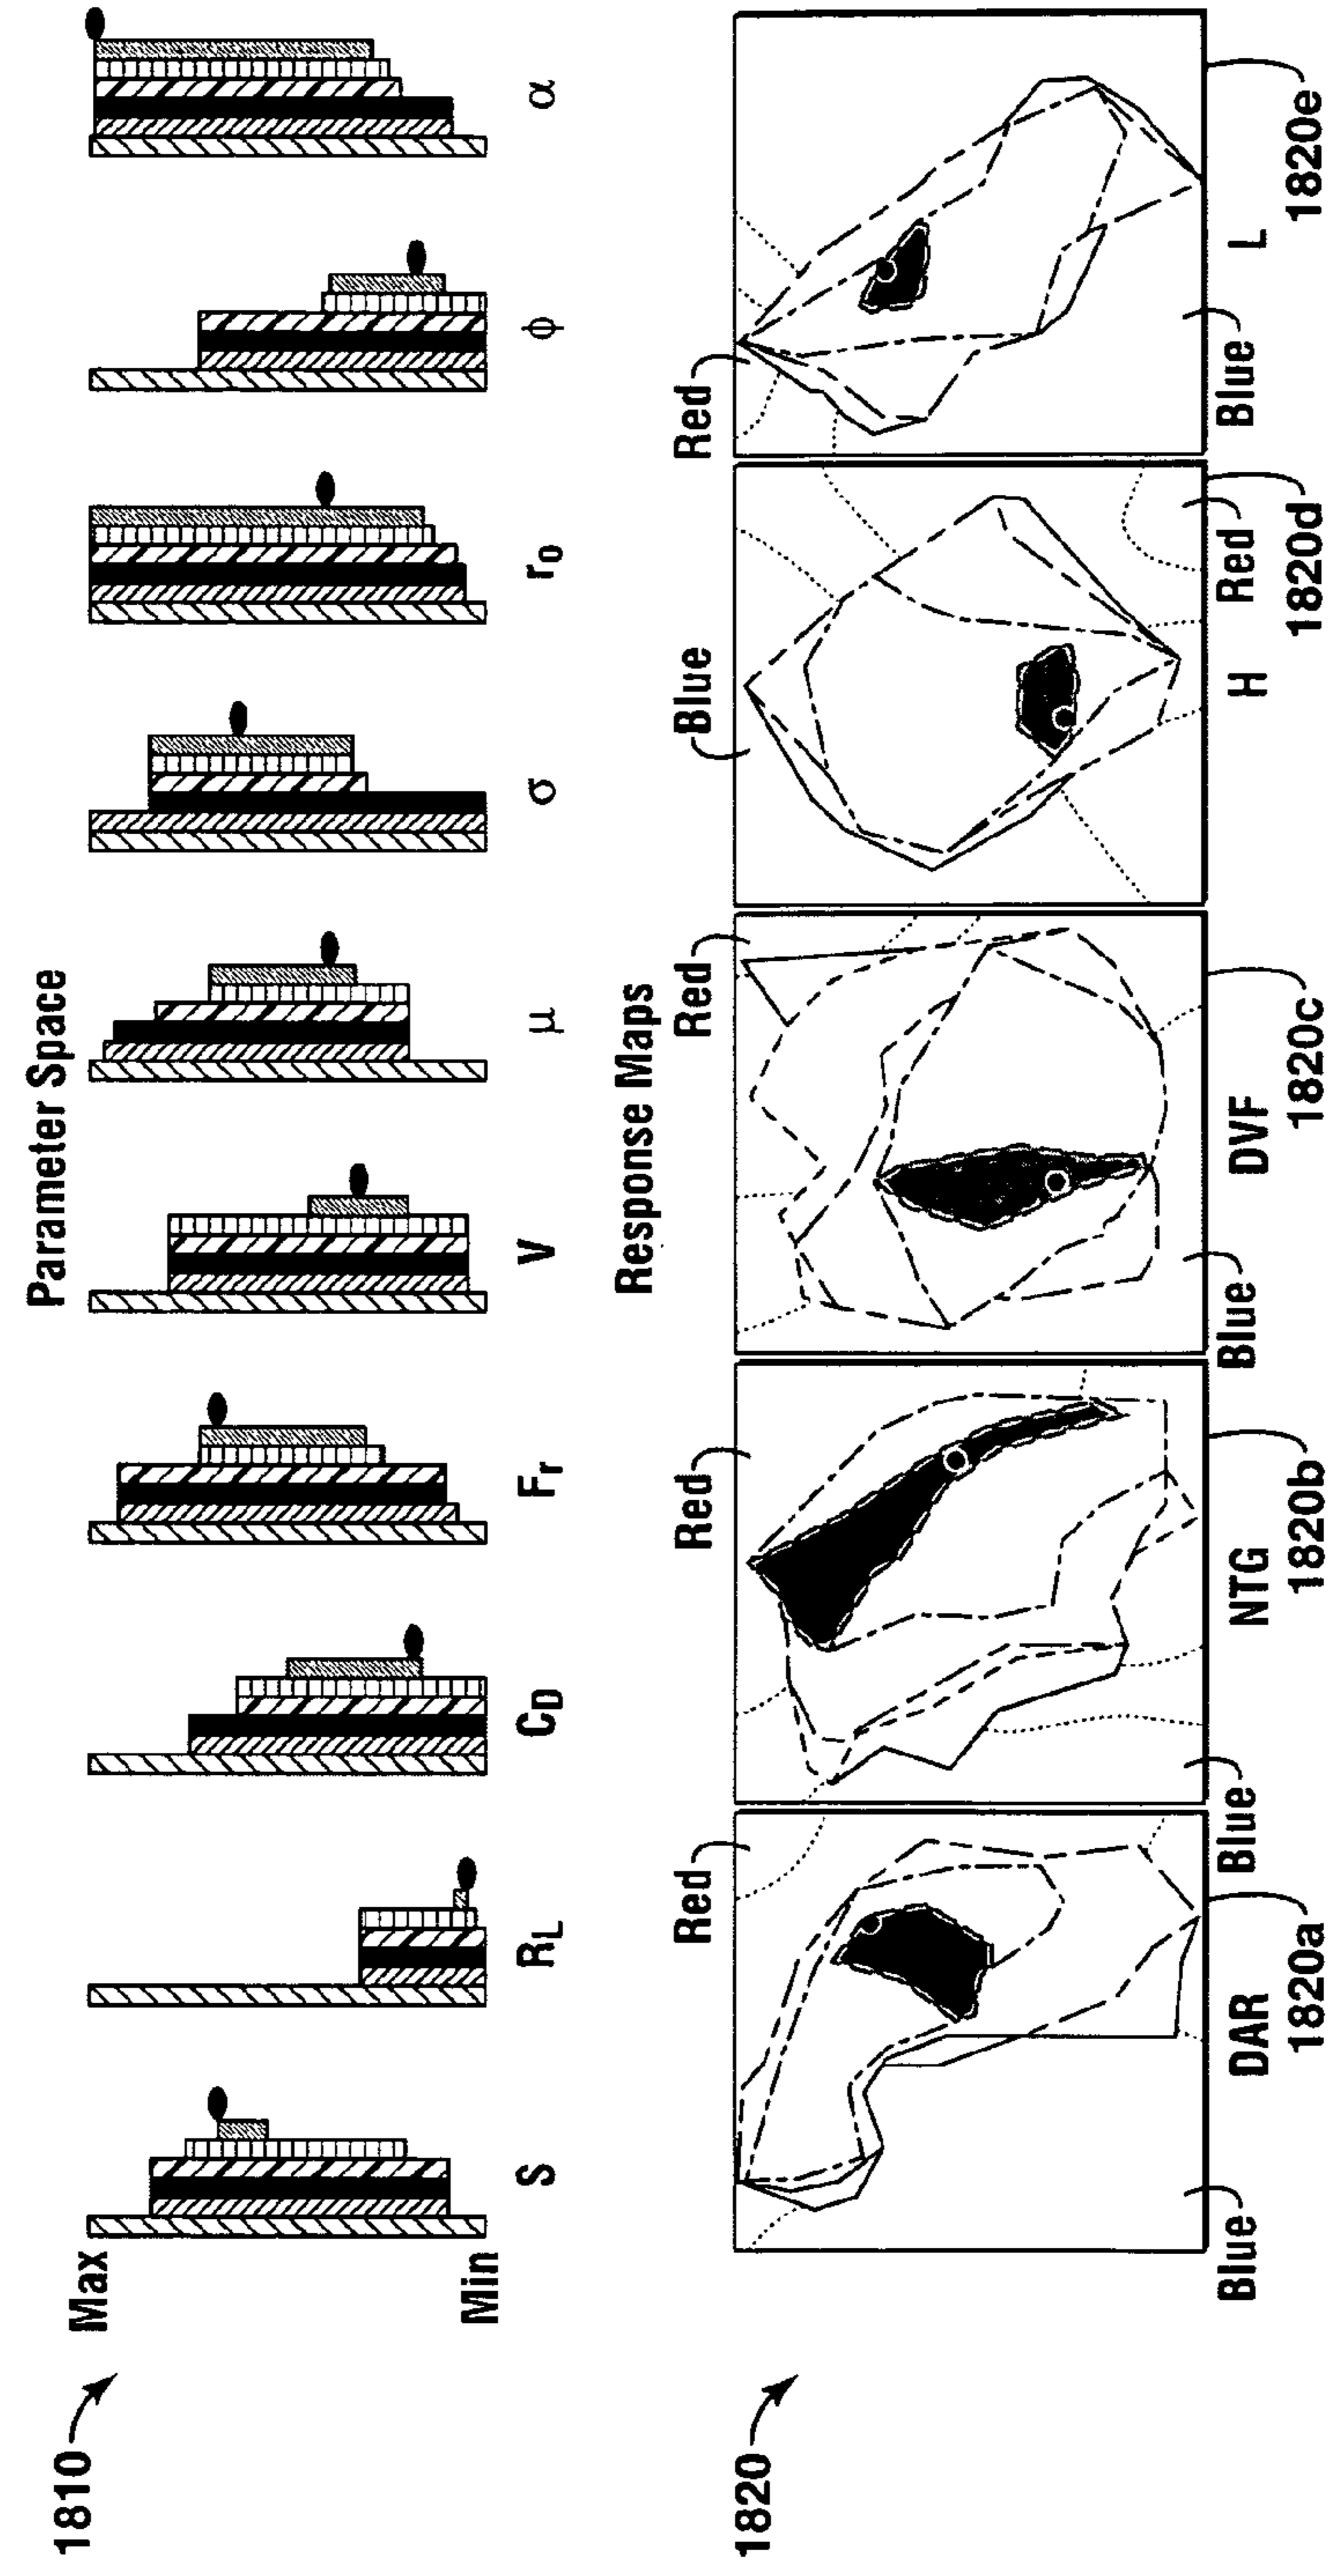 1810
Parameter Space
Max
Min
S
R_L
C_D
F_r
V
μ
σ
r_0
ϕ
α
1820
Response Maps
Red
Red
Red
Blue
Red
Blue
Blue
Blue
Red
Blue
DAR
NTG
DVF
H
L
1820a
1820b
1820c
1820d
1820e